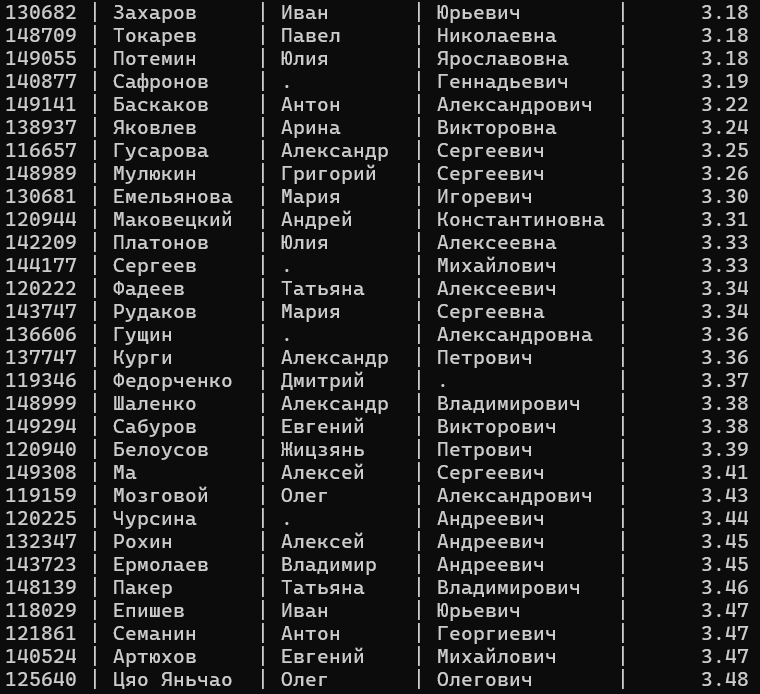 130682 | Захаров | Иван | Юрьевич | 3.18
148709 | Токарев | Павел | Николаевна | 3.18
149055 | Потемин | Юлия | Ярославовна | 3.18
140877 | Сафронов | . | Геннадьевич | 3.19
149141 | Баскаков | Антон | Александрович | 3.22
138937 | Яковлев | Арина | Викторовна | 3.24
116657 | Гусарова | Александр | Сергеевич | 3.25
148989 | Мулюкин | Григорий | Сергеевич | 3.26
130681 | Емельянова | Мария | Игоревич | 3.30
120944 | Маковецкий | Андрей | Константиновна | 3.31
142209 | Платонов | Юлия | Алексеевна | 3.33
144177 | Сергеев | . | Михайлович | 3.33
120222 | Фадеев | Татьяна | Алексеевич | 3.34
143747 | Рудаков | Мария | Сергеевна | 3.34
136606 | Гущин | . | Александровна | 3.36
137747 | Курги | Александр | Петрович | 3.36
119346 | Федорченко | Дмитрий | . | 3.37
148999 | Шаленко | Александр | Владимирович | 3.38
149294 | Сабуров | Евгений | Викторович | 3.38
120940 | Белоусов | Жицзянь | Петрович | 3.39
149308 | Ма | Алексей | Сергеевич | 3.41
119159 | Мозговой | Олег | Александрович | 3.43
120225 | Чурсина | . | Андреевич | 3.44
132347 | Рохин | Алексей | Андреевич | 3.45
143723 | Ермолаев | Владимир | Андреевич | 3.45
148139 | Пакер | Татьяна | Владимирович | 3.46
118029 | Епишев | Иван | Юрьевич | 3.47
121861 | Семанин | Антон | Георгиевич | 3.47
140524 | Артюхов | Евгений | Михайлович | 3.47
125640 | Цяо Яньчао | Олег | Олегович | 3.48